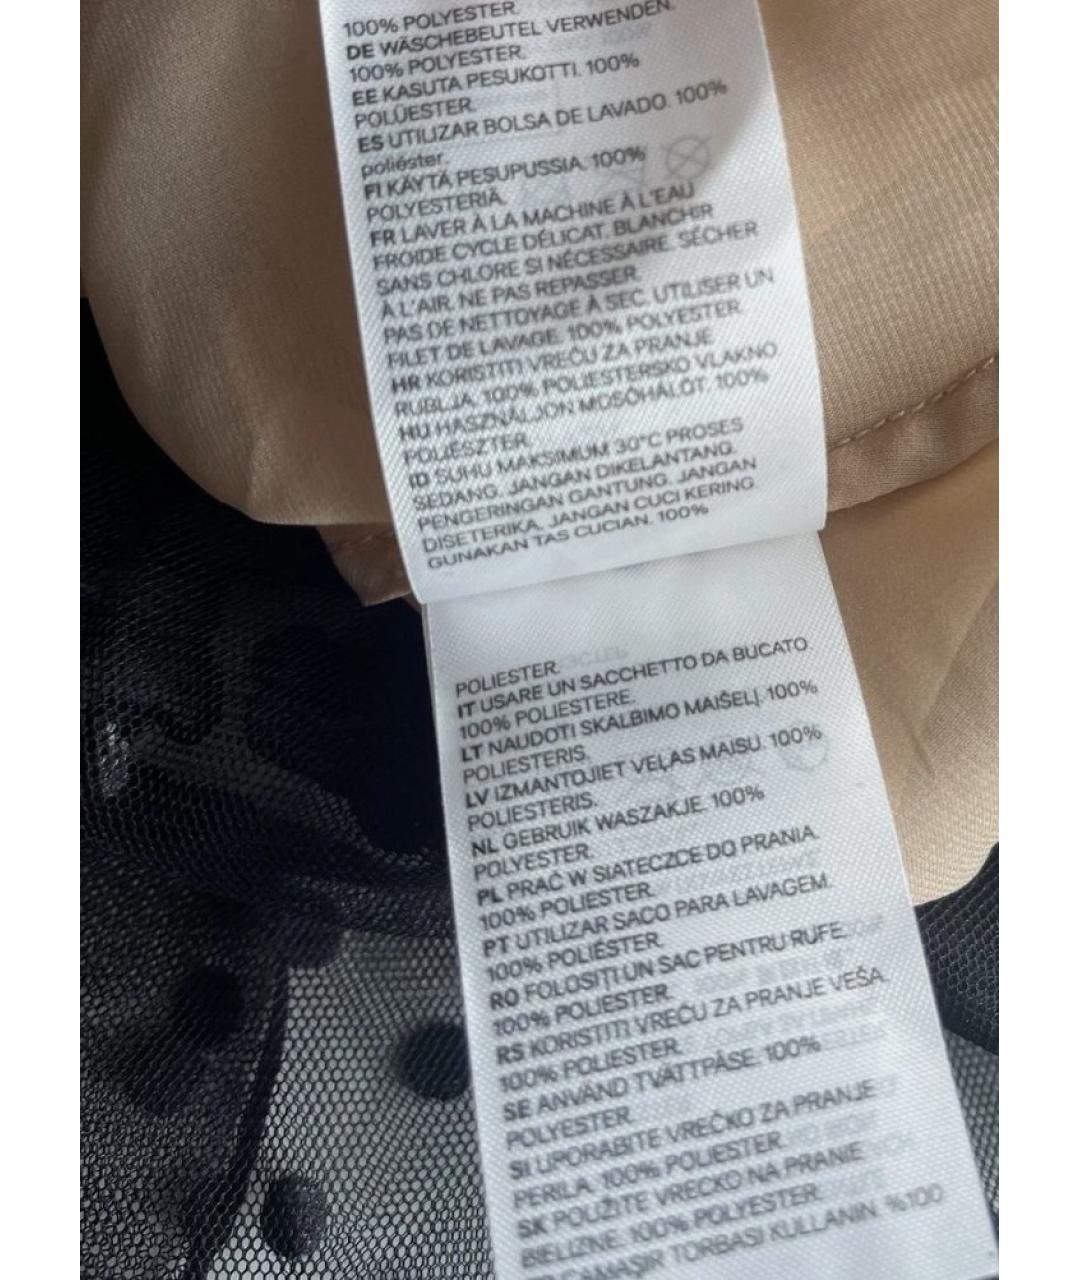 100% POLYESTER.
DE WÄSCHEBEUTEL VERWENDEN.
100% POLYESTER.
EE KASUTA PESUKOTTI. 100%
POLÜESTER.
ES UTILIZAR BOLSA DE LAVADO. 100%
poliéster.
FI KÄYTÄ PESUPUSSIA. 100%
POLYESTERIÄ.
FR LAVER À LA MACHINE À L'EAU
FROIDE CYCLE DÉLICAT. BLANCHIR
SANS CHLORE SI NÉCESSAIRE. SÉCHER
À L'AIR. NE PAS REPASSER.
PAS DE NETTOYAGE À SEC. UTILISER UN
FILET DE LAVAGE. 100% POLYESTER.
HR KORISTITI VREĆU ZA PRANJE
RUBLJA. 100% POLIESTERSKO VLAKNO
HU HASZNÁLJON MOSÓHÁLÓT. 100%
POLIÉSZTER.
ID SUHU MAKSIMUM 30°C PROSES
SEDANG. JANGAN DIKELANTANG.
PENGERINGAN GANTUNG. JANGAN
DISETERIKA. JANGAN CUCI KERING.
GUNAKAN TAS CUCIAN. 100%
POLIESTER.
IT USARE UN SACCHETTO DA BUCATO.
100% POLIESTERE.
LT NAUDOTI SKALBIMO MAIŠELĮ. 100%
POLIESTERIS.
LV IZMANTOJIET VEĻAS MAISU. 100%
POLIESTERIS.
NL GEBRUIK WASZAKJE. 100%
POLYESTER.
PL PRAĆ W SIATECZCE DO PRANIA.
100% POLIESTER.
PT UTILIZAR SACO PARA LAVAGEM.
100% POLIÉSTER.
RO FOLOSIȚI UN SAC PENTRU RUFE.
100% POLIESTER.
RS KORISTITI VREĆU ZA PRANJE VEŠA.
100% POLIESTER.
SE ANVÄND TVÄTTPÅSE. 100%
POLYESTER.
SI UPORABITE VREČKO ZA PRANJE
PERILA. 100% POLIESTER.
SK POUŽITE VRECKO NA PRANIE
BIELIZNE. 100% POLYESTER.
ÇAMAŞIR TORBASI KULLANIN. %100